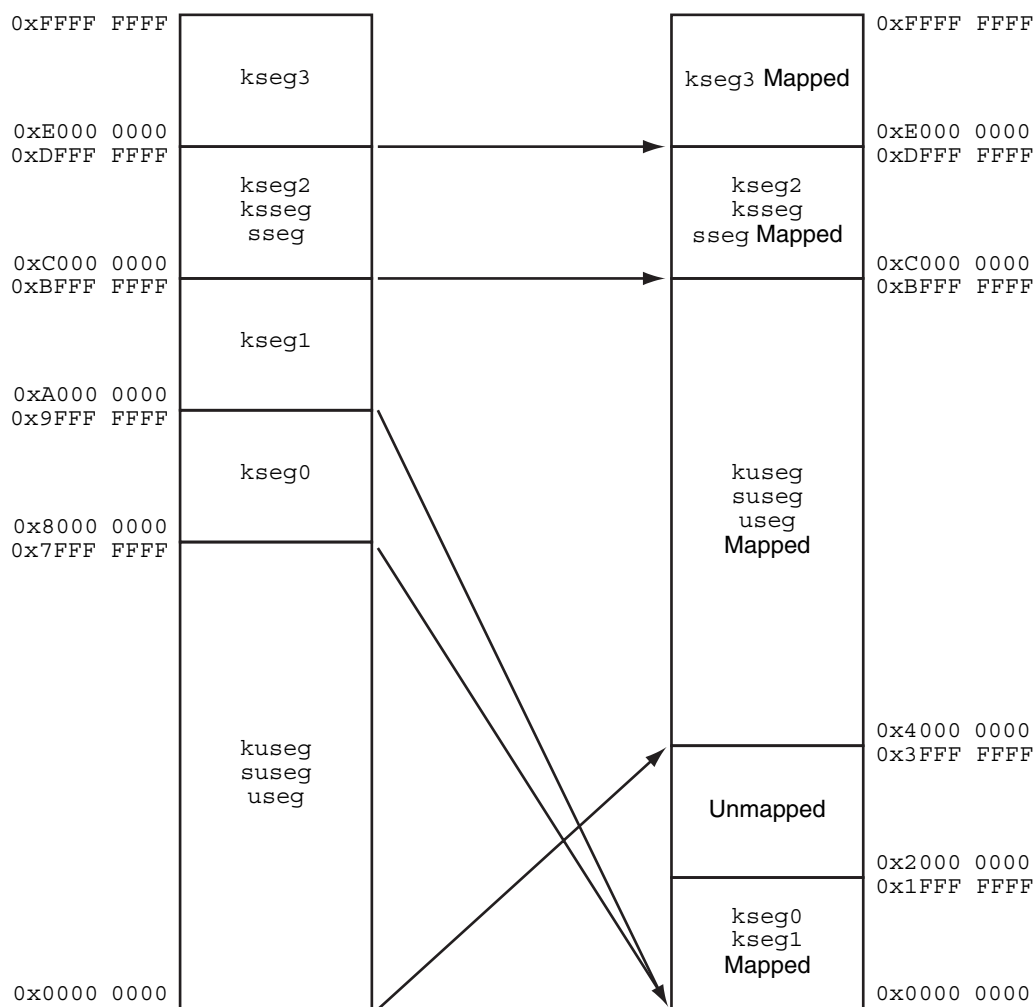 0xFFFF FFFF
kseg3
0xE000 0000
0xDFFF FFFF
kseg2
ksseg
sseg
0xC000 0000
0xBFFF FFFF
kseg1
0xA000 0000
0x9FFF FFFF
kseg0
0x8000 0000
0x7FFF FFFF
kuseg
suseg
useg
0x0000 0000
0xFFFF FFFF
kseg3 Mapped
0xE000 0000
0xDFFF FFFF
kseg2
ksseg
sseg Mapped
0xC000 0000
0xBFFF FFFF
kuseg
suseg
useg
Mapped
0x4000 0000
0x3FFF FFFF
Unmapped
0x2000 0000
0x1FFF FFFF
kseg0
kseg1
Mapped
0x0000 0000